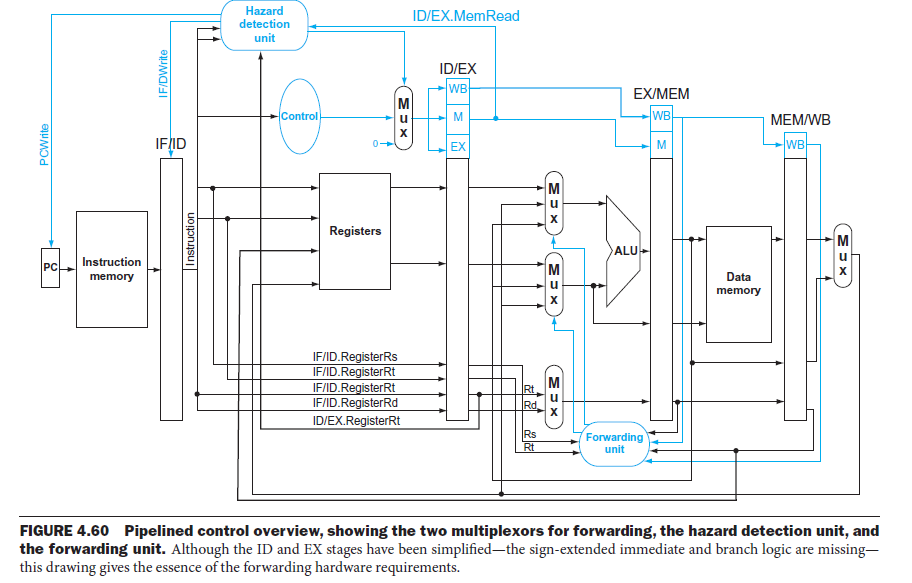 Hazard
detection
unit
ID/EX.MemRead
IF/DWrite
PCWrite
ID/EX
WB
M
EX
Control
M
u
x
0
EX/MEM
WB
M
MEM/WB
WB
IF/ID
PC
Instruction
memory
Instruction
Registers
M
u
x
M
u
x
ALU
Data
memory
M
u
x
IF/ID.RegisterRs
IF/ID.RegisterRt
IF/ID.RegisterRt
IF/ID.RegisterRd
ID/EX.RegisterRt
Rt
Rd
M
u
x
Rs
Rt
Forwarding
unit
FIGURE 4.60 Pipelined control overview, showing the two multiplexors for forwarding, the hazard detection unit, and
the forwarding unit. Although the ID and EX stages have been simplified—the sign-extended immediate and branch logic are missing—
this drawing gives the essence of the forwarding hardware requirements.